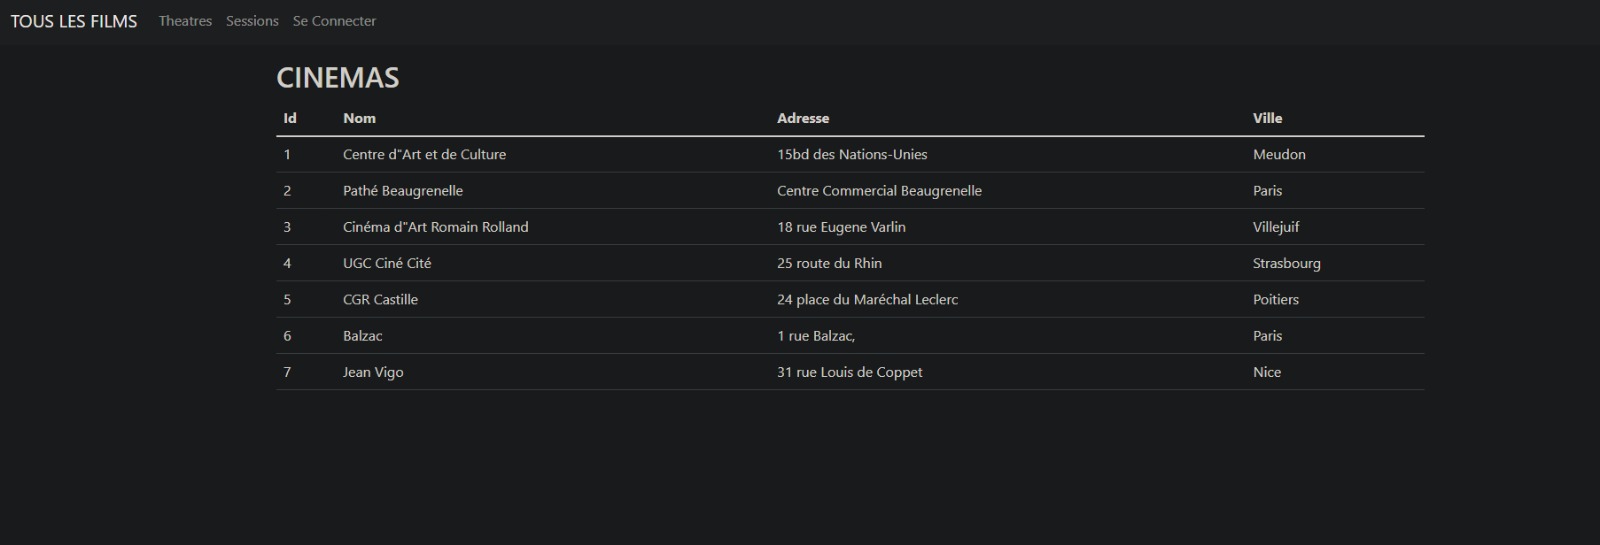 TOUS LES FILMS Theatres Sessions Se Connecter
CINEMAS
Id Nom Adresse Ville
1 Centre d"Art et de Culture 15bd des Nations-Unies Meudon
2 Pathé Beaugrenelle Centre Commercial Beaugrenelle Paris
3 Cinéma d"Art Romain Rolland 18 rue Eugene Varlin Villejuif
4 UGC Ciné Cité 25 route du Rhin Strasbourg
5 CGR Castille 24 place du Maréchal Leclerc Poitiers
6 Balzac 1 rue Balzac, Paris
7 Jean Vigo 31 rue Louis de Coppet Nice